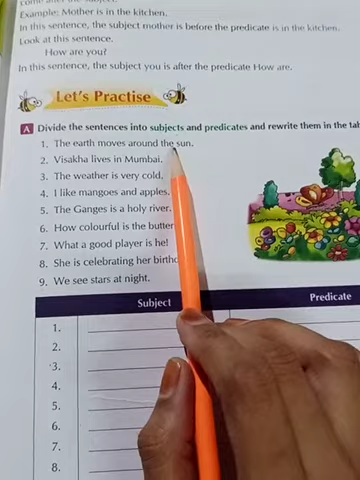 Example: Mother is in the kitchen.
In this sentence, the subject mother is before the predicate is in the kitchen.
Look at this sentence.
How are you?
In this sentence, the subject you is after the predicate How are.
Let's Practise
A Divide the sentences into subjects and predicates and rewrite them in the
1. The earth moves around the sun.
2. Visakha lives in Mumbai.
3. The weather is very cold.
4. I like mangoes and apples.
5. The Ganges is a holy river.
6. How colourful is the
7. What a good player is he!
8. She is celebrating her
9. We see stars at night.
Subject Predicate
1.
2.
3.
4.
5.
6.
7.
8.